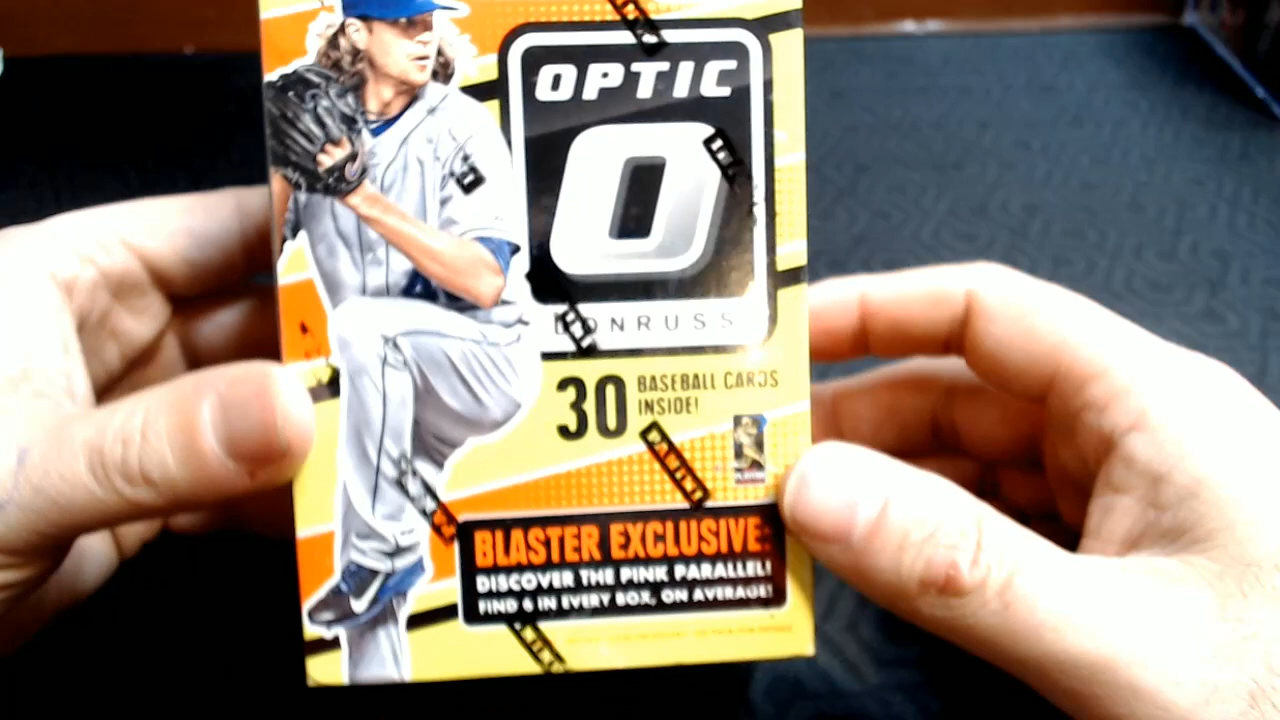 OPTIC
O
DONRUSS
30 BASEBALL CARDS
INSIDE!
PANINI
BLASTER EXCLUSIVE:
DISCOVER THE PINK PARALLEL!
FIND 6 IN EVERY BOX, ON AVERAGE!